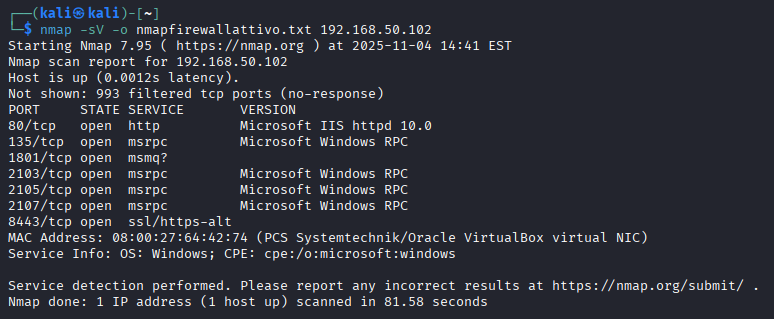 ┌──(kali㉿kali)-[~]
└─$ nmap -sV -o nmapfirewallattivo.txt 192.168.50.102
Starting Nmap 7.95 ( https://nmap.org ) at 2025-11-04 14:41 EST
Nmap scan report for 192.168.50.102
Host is up (0.0012s latency).
Not shown: 993 filtered tcp ports (no-response)
PORT     STATE SERVICE       VERSION
80/tcp   open  http          Microsoft IIS httpd 10.0
135/tcp  open  msrpc         Microsoft Windows RPC
1801/tcp open  msmq?
2103/tcp open  msrpc         Microsoft Windows RPC
2105/tcp open  msrpc         Microsoft Windows RPC
2107/tcp open  msrpc         Microsoft Windows RPC
8443/tcp open  ssl/https-alt
MAC Address: 08:00:27:64:42:74 (PCS Systemtechnik/Oracle VirtualBox virtual NIC)
Service Info: OS: Windows; CPE: cpe:/o:microsoft:windows

Service detection performed. Please report any incorrect results at https://nmap.org/submit/ .
Nmap done: 1 IP address (1 host up) scanned in 81.58 seconds